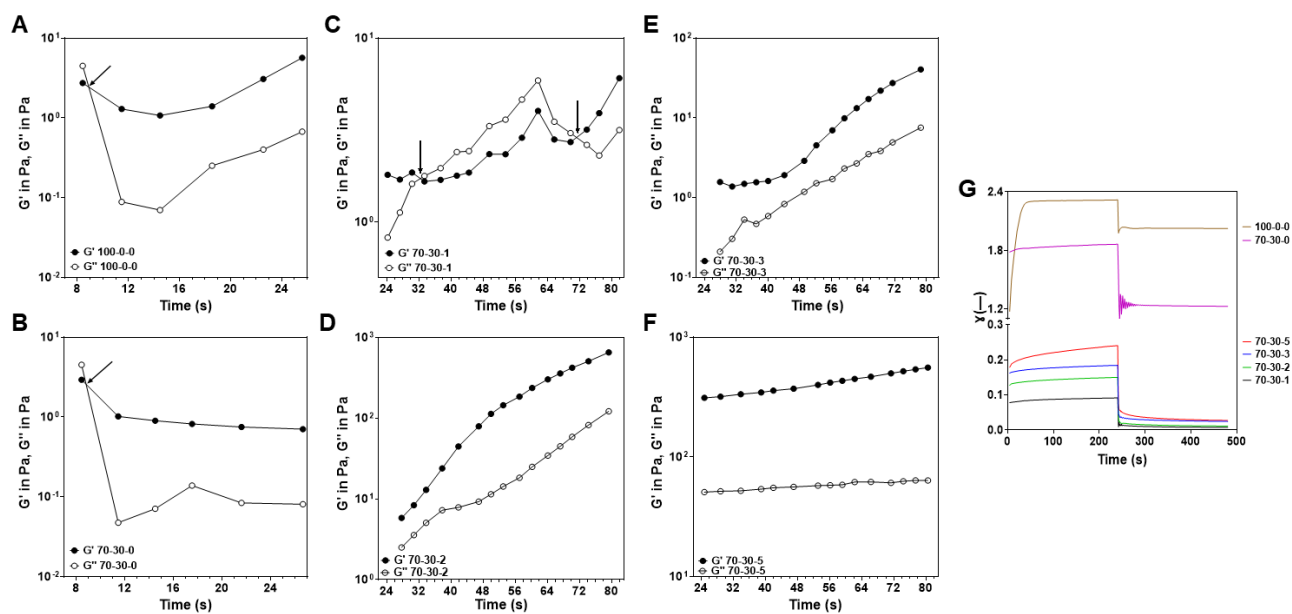 A
G' in Pa, G'' in Pa
10¹
10⁰
10⁻¹
10⁻²
G' 100-0-0
G'' 100-0-0
8 12 16 20 24
Time (s)
B
G' in Pa, G'' in Pa
10¹
10⁰
10⁻¹
10⁻²
G' 70-30-0
G'' 70-30-0
8 12 16 20 24
Time (s)
C
G' in Pa, G'' in Pa
10¹
10⁰
G' 70-30-1
G'' 70-30-1
24 32 40 48 56 64 72 80
Time (s)
D
G' in Pa, G'' in Pa
10³
10²
10¹
10⁰
G' 70-30-2
G'' 70-30-2
24 32 40 48 56 64 72 80
Time (s)
E
G' in Pa, G'' in Pa
10²
10¹
10⁰
10⁻¹
G' 70-30-3
G'' 70-30-3
24 32 40 48 56 64 72 80
Time (s)
F
G' in Pa, G'' in Pa
10³
10²
10¹
G' 70-30-5
G'' 70-30-5
24 32 40 48 56 64 72 80
Time (s)
G
ɣ(—)
2.4
1.8
1.2
0.3
0.2
0.1
0.0
0 100 200 300 400 500
Time (s)
100-0-0
70-30-0
70-30-5
70-30-3
70-30-2
70-30-1